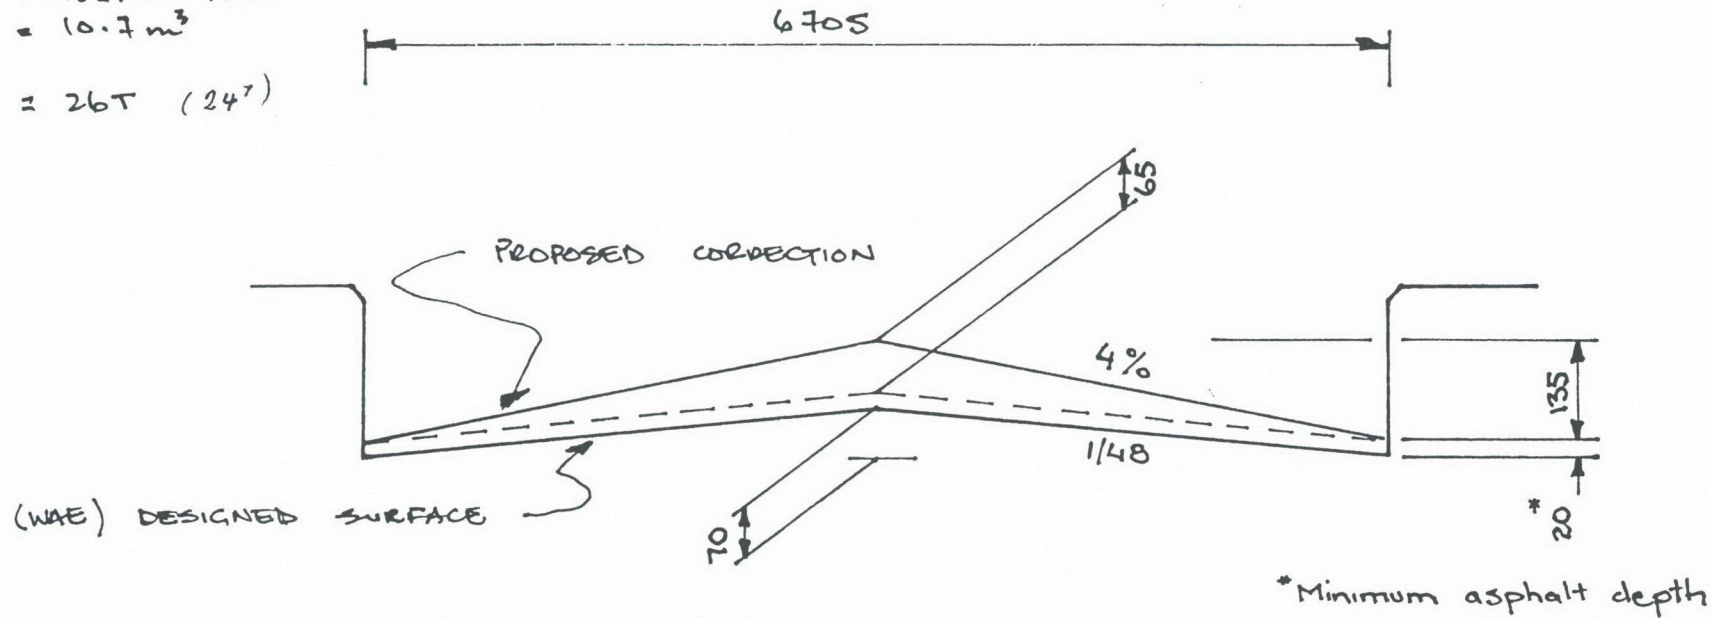 = 10.7 m³
= 26T (24T)
6705
65
PROPOSED CORRECTION
4%
135
1/48
(WAE) DESIGNED SURFACE
70
* 20
*Minimum asphalt depth